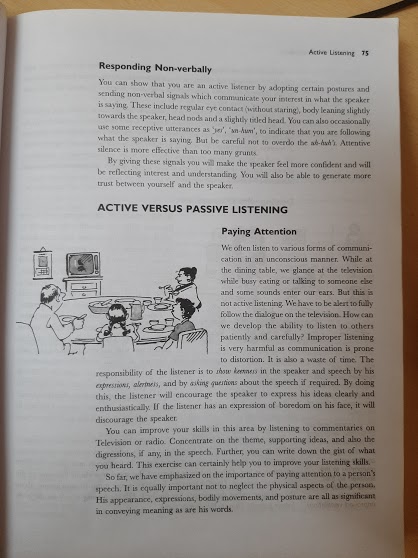 Active Listening 75
Responding Non-verbally
You can show that you are an active listener by adopting certain postures and
sending non-verbal signals which communicate your interest in what the speaker
is saying. These include regular eye contact (without staring), body leaning slightly
towards the speaker, head nods and a slightly titled head. You can also occasionally
use some receptive utterances as 'yes', 'un-hum', to indicate that you are following
what the speaker is saying. But be careful not to overdo the uh-huh's. Attentive
silence is more effective than too many grunts.
By giving these signals you will make the speaker feel more confident and will
be reflecting interest and understanding. You will also be able to generate more
trust between yourself and the speaker.
ACTIVE VERSUS PASSIVE LISTENING
Paying Attention
We often listen to various forms of communi-
cation in an unconscious manner. While at
the dining table, we glance at the television
while busy eating or talking to someone else
and some sounds enter our ears. But this is
not active listening. We have to be alert to fully
follow the dialogue on the television. How can
we develop the ability to listen to others
patiently and carefully? Improper listening
is very harmful as communication is prone
to distortion. It is also a waste of time. The
responsibility of the listener is to show keenness in the speaker and speech by his
expressions, alertness, and by asking questions about the speech if required. By doing
this, the listener will encourage the speaker to express his ideas clearly and
enthusiastically. If the listener has an expression of boredom on his face, it will
discourage the speaker.
You can improve your skills in this area by listening to commentaries on
Television or radio. Concentrate on the theme, supporting ideas, and also the
digressions, if any, in the speech. Further, you can write down the gist of what
you heard. This exercise can certainly help you to improve your listening skills.
So far, we have emphasized on the importance of paying attention to a person's
speech. It is equally important not to neglect the physical aspects of the person.
His appearance, expressions, bodily movements, and posture are all as significant
in conveying meaning as are his words.